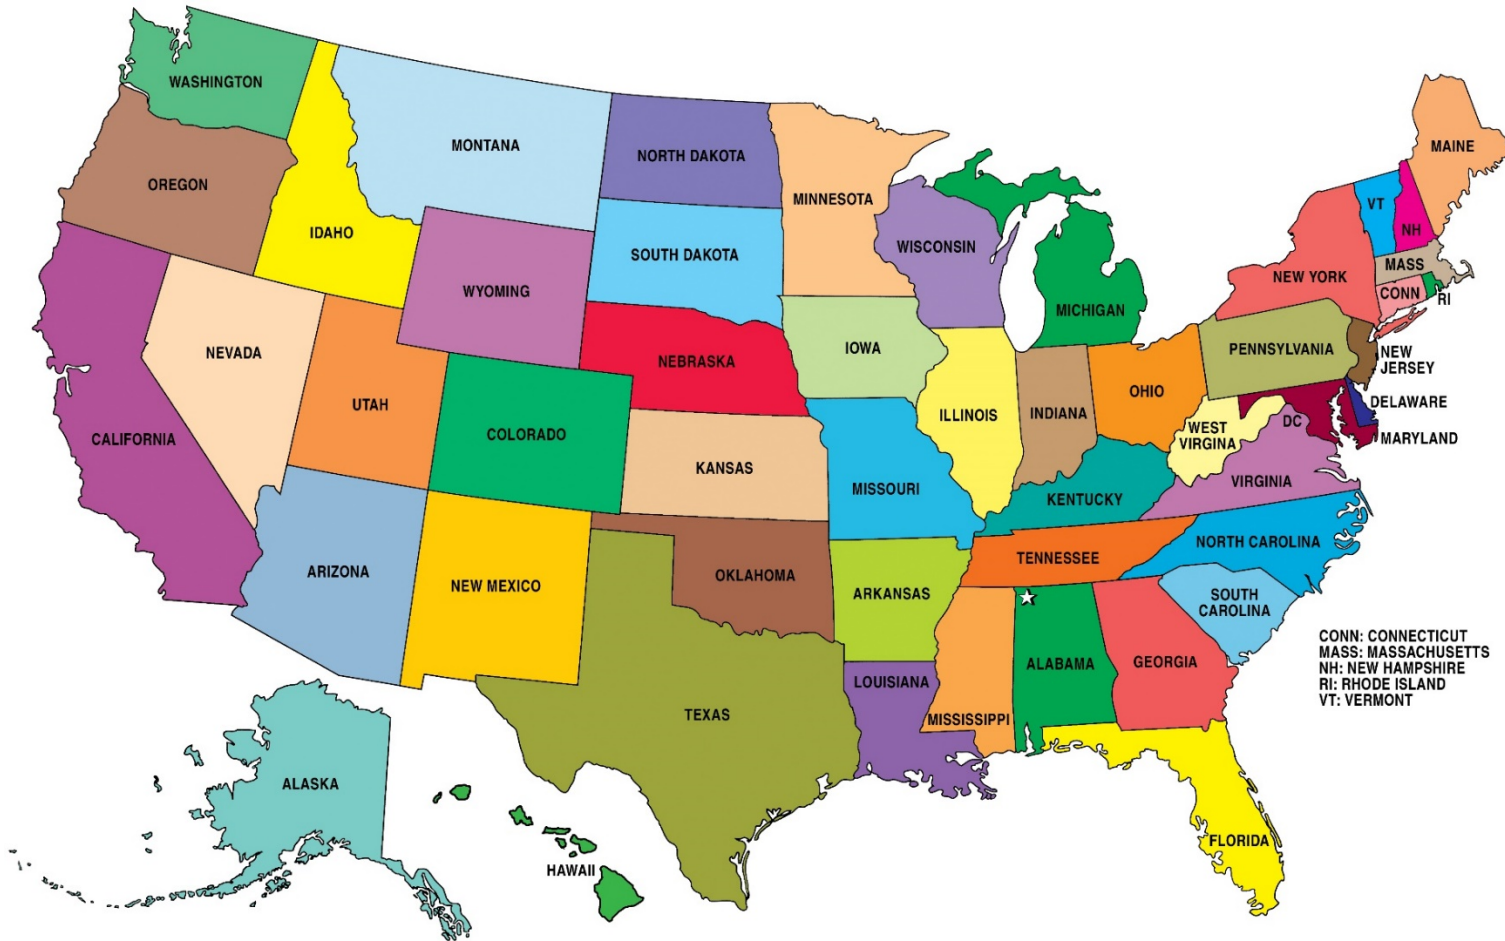 WASHINGTON
OREGON
IDAHO
MONTANA
WYOMING
NORTH DAKOTA
SOUTH DAKOTA
MINNESOTA
WISCONSIN
MICHIGAN
MAINE
VT
NH
MASS
CONN
RI
NEW YORK
PENNSYLVANIA
NEW
JERSEY
DELAWARE
MARYLAND
DC
WEST
VIRGINA
VIRGINIA
OHIO
INDIANA
ILLINOIS
IOWA
NEBRASKA
CALIFORNIA
NEVADA
UTAH
COLORADO
KANSAS
MISSOURI
KENTUCKY
TENNESSEE
NORTH CAROLINA
SOUTH
CAROLINA
ARIZONA
NEW MEXICO
OKLAHOMA
ARKANSAS
MISSISSIPPI
ALABAMA
GEORGIA
LOUISIANA
TEXAS
FLORIDA
ALASKA
HAWAII
CONN: CONNECTICUT
MASS: MASSACHUSETTS
NH: NEW HAMPSHIRE
RI: RHODE ISLAND
VT: VERMONT